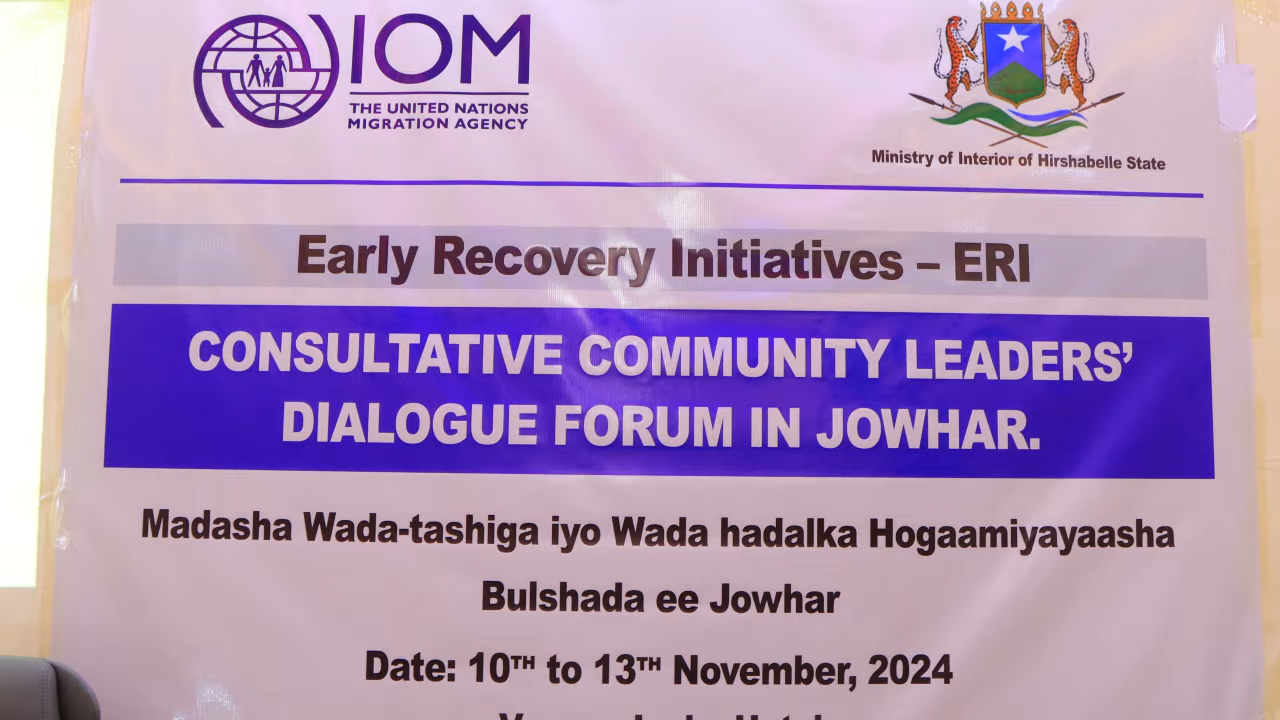 IOM
THE UNITED NATIONS
MIGRATION AGENCY
Ministry of Interior of Hirshabelle State
Early Recovery Initiatives – ERI
CONSULTATIVE COMMUNITY LEADERS’
DIALOGUE FORUM IN JOWHAR.
Madasha Wada-tashiga iyo Wada hadalka Hogaamiyayaasha
Bulshada ee Jowhar
Date: 10TH to 13TH November, 2024